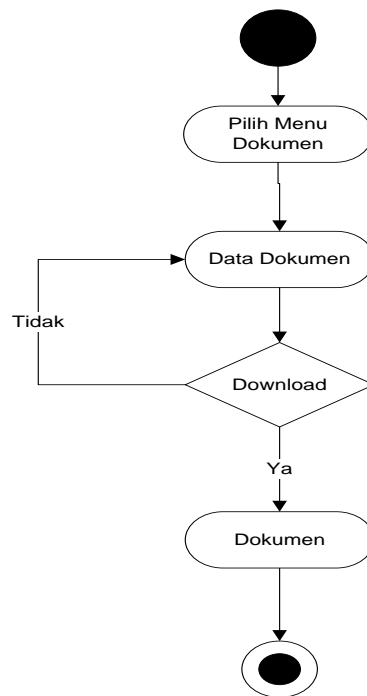 Pilih Menu
Dokumen
Data Dokumen
Tidak
Download
Ya
Dokumen